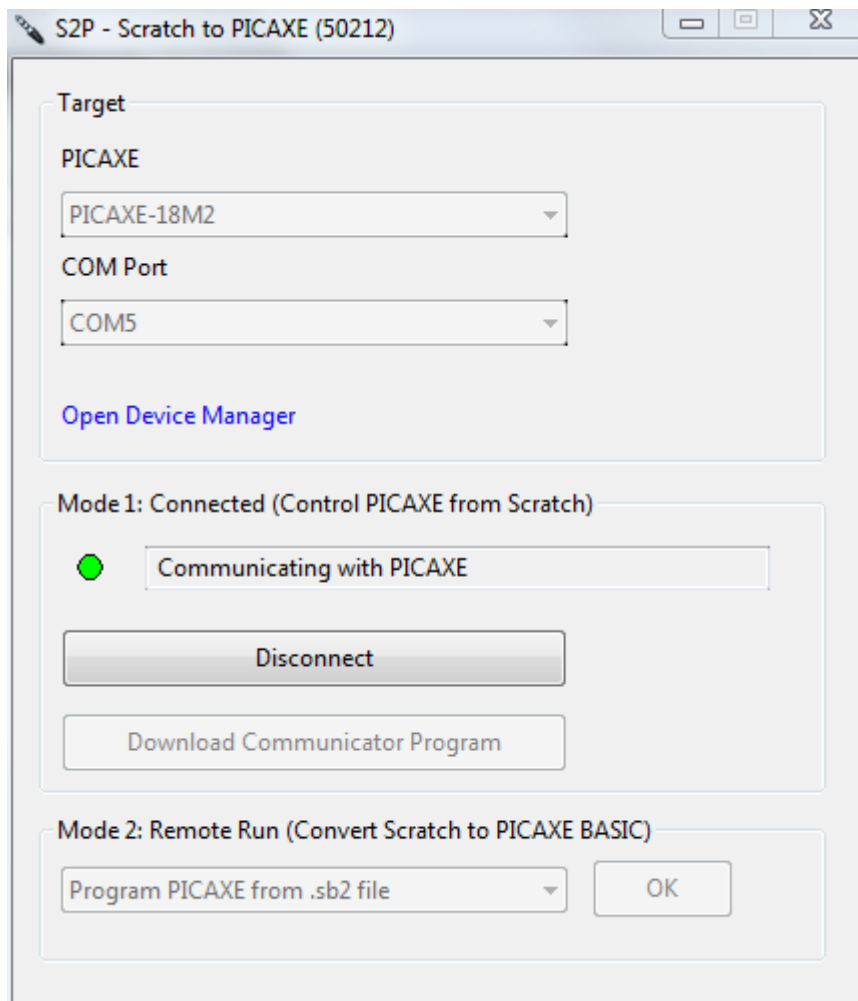 S2P - Scratch to PICAXE (50212)
Target
PICAXE
PICAXE-18M2
COM Port
COM5
Open Device Manager
Mode 1: Connected (Control PICAXE from Scratch)
Communicating with PICAXE
Disconnect
Download Communicator Program
Mode 2: Remote Run (Convert Scratch to PICAXE BASIC)
Program PICAXE from .sb2 file
OK